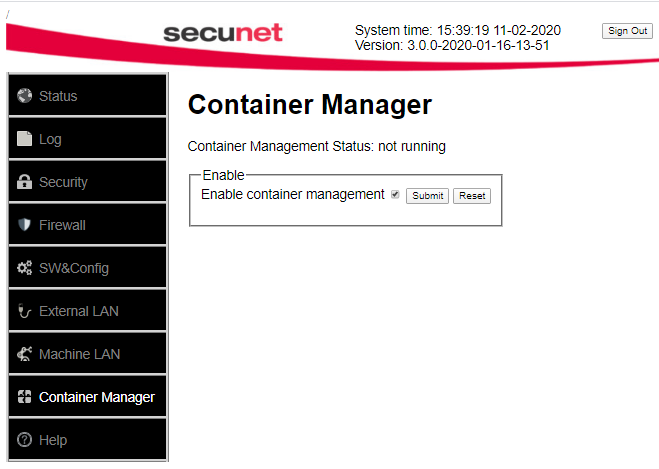 /
secunet
System time: 15:39:19 11-02-2020
Version: 3.0.0-2020-01-16-13-51
Sign Out
Status
Log
Security
Firewall
SW&Config
External LAN
Machine LAN
Container Manager
Help
Container Manager
Container Management Status: not running
Enable
Enable container management Submit Reset